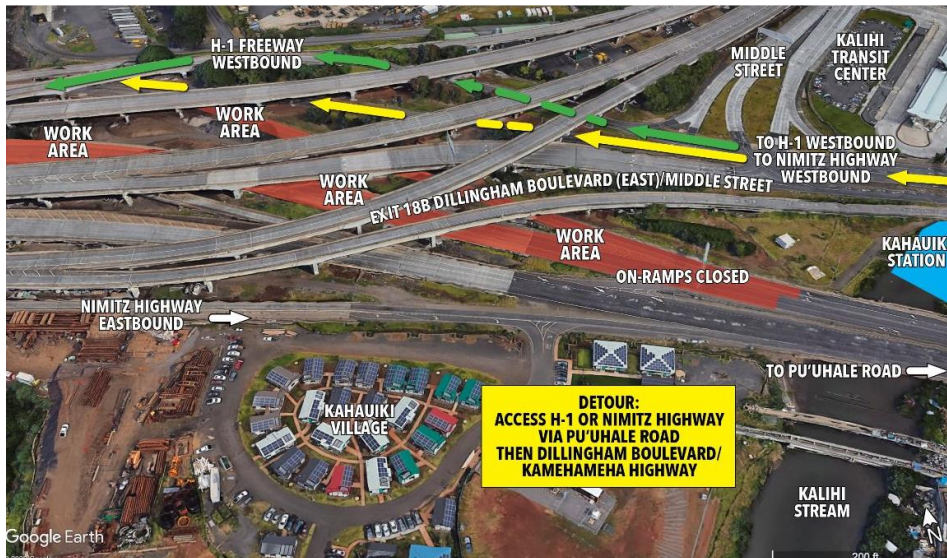 H-1 FREEWAY
WESTBOUND
MIDDLE
STREET
KALIHI
TRANSIT
CENTER
WORK
AREA
WORK
AREA
TO H-1 WESTBOUND
TO NIMITZ HIGHWAY
WESTBOUND
WORK
AREA
EXIT 18B DILLINGHAM BOULEVARD (EAST)/MIDDLE STREET
WORK
AREA
KAHAUIKI
STATION
ON-RAMPS CLOSED
NIMITZ HIGHWAY
EASTBOUND
TO PU'UHALE ROAD
KAHAUIKI
VILLAGE
DETOUR:
ACCESS H-1 OR NIMITZ HIGHWAY
VIA PU'UHALE ROAD
THEN DILLINGHAM BOULEVARD/
KAMEHAMEHA HIGHWAY
KALIHI
STREAM
Google Earth
N
200 ft